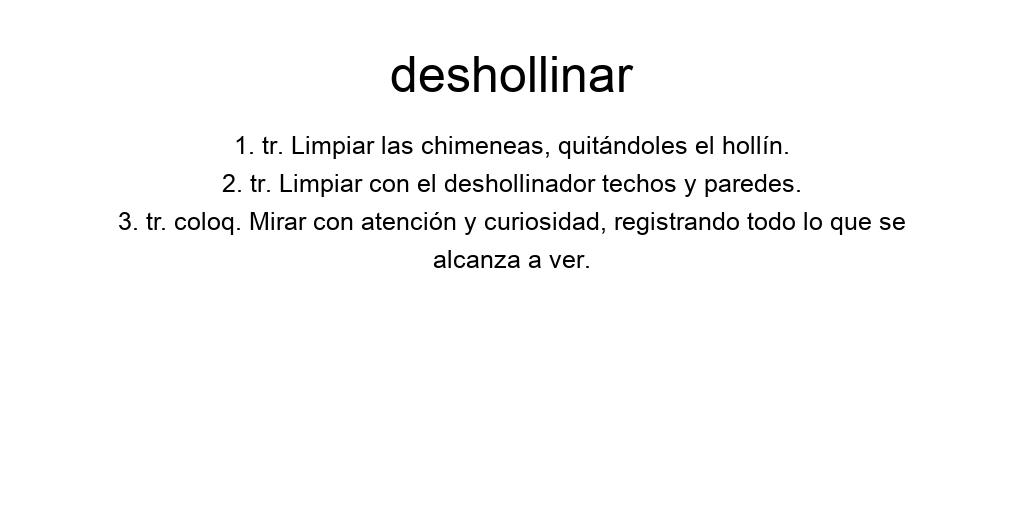 deshollinar
1. tr. Limpiar las chimeneas, quitándoles el hollín.
2. tr. Limpiar con el deshollinador techos y paredes.
3. tr. coloq. Mirar con atención y curiosidad, registrando todo lo que se
alcanza a ver.